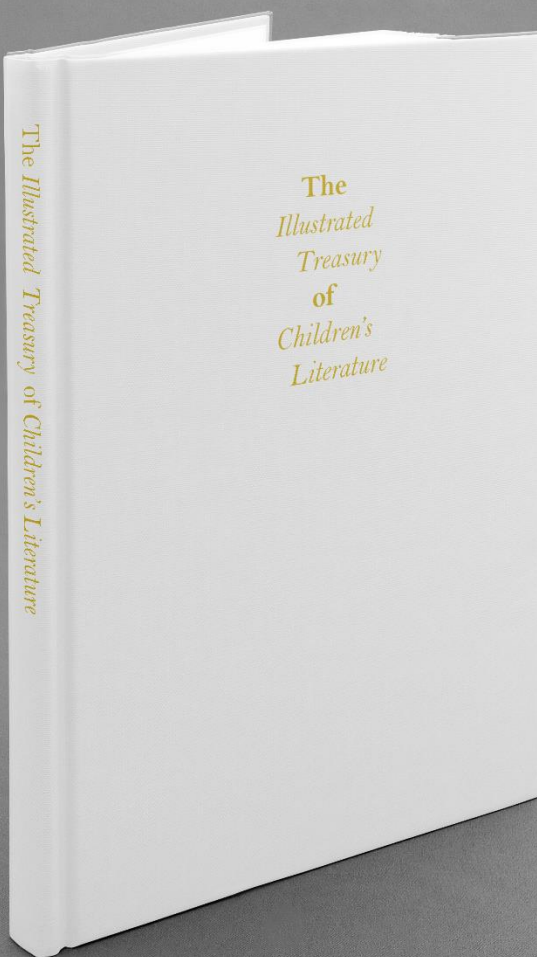 The Illustrated Treasury of Children's Literature
The
Illustrated
Treasury
of
Children's
Literature